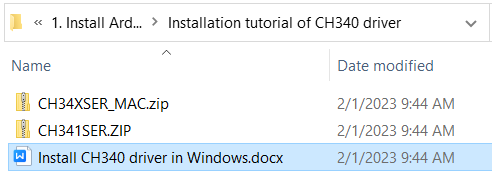 « 1. Install Ard... > Installation tutorial of CH340 driver
Name Date modified
CH34XSER_MAC.zip 2/1/2023 9:44 AM
CH341SER.ZIP 2/1/2023 9:44 AM
Install CH340 driver in Windows.docx 2/1/2023 9:44 AM